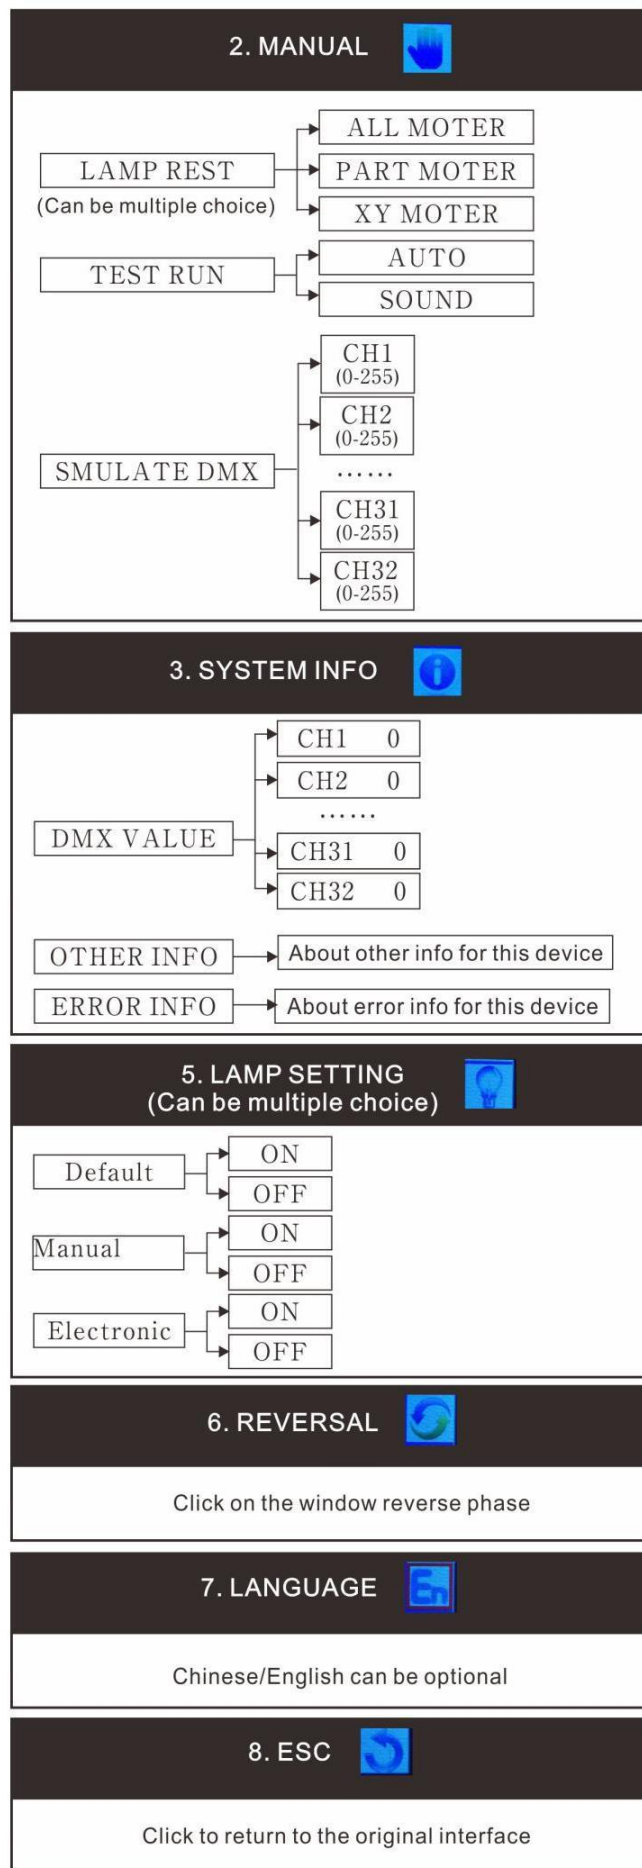 2. MANUAL
LAMP REST
(Can be multiple choice)
ALL MOTER
PART MOTER
XY MOTER
TEST RUN
AUTO
SOUND
SMULATE DMX
CH1
(0-255)
CH2
(0-255)
……
CH31
(0-255)
CH32
(0-255)
3. SYSTEM INFO
DMX VALUE
CH1 0
CH2 0
……
CH31 0
CH32 0
OTHER INFO
About other info for this device
ERROR INFO
About error info for this device
5. LAMP SETTING
(Can be multiple choice)
Default
ON
OFF
Manual
ON
OFF
Electronic
ON
OFF
6. REVERSAL
Click on the window reverse phase
7. LANGUAGE
En
Chinese/English can be optional
8. ESC
Click to return to the original interface